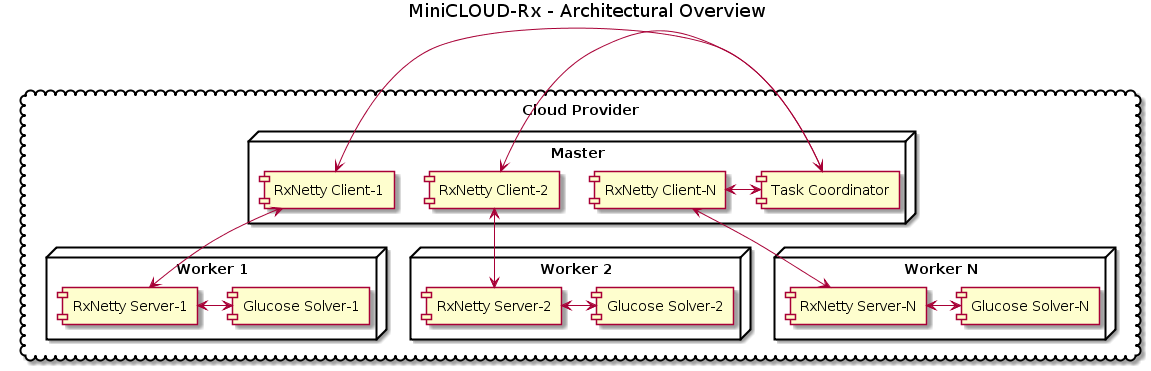 MiniCLOUD-Rx - Architectural Overview
Cloud Provider
Master
RxNetty Client-1
RxNetty Client-2
RxNetty Client-N
Task Coordinator
Worker 1
Worker 2
Worker N
RxNetty Server-1
Glucose Solver-1
RxNetty Server-2
Glucose Solver-2
RxNetty Server-N
Glucose Solver-N